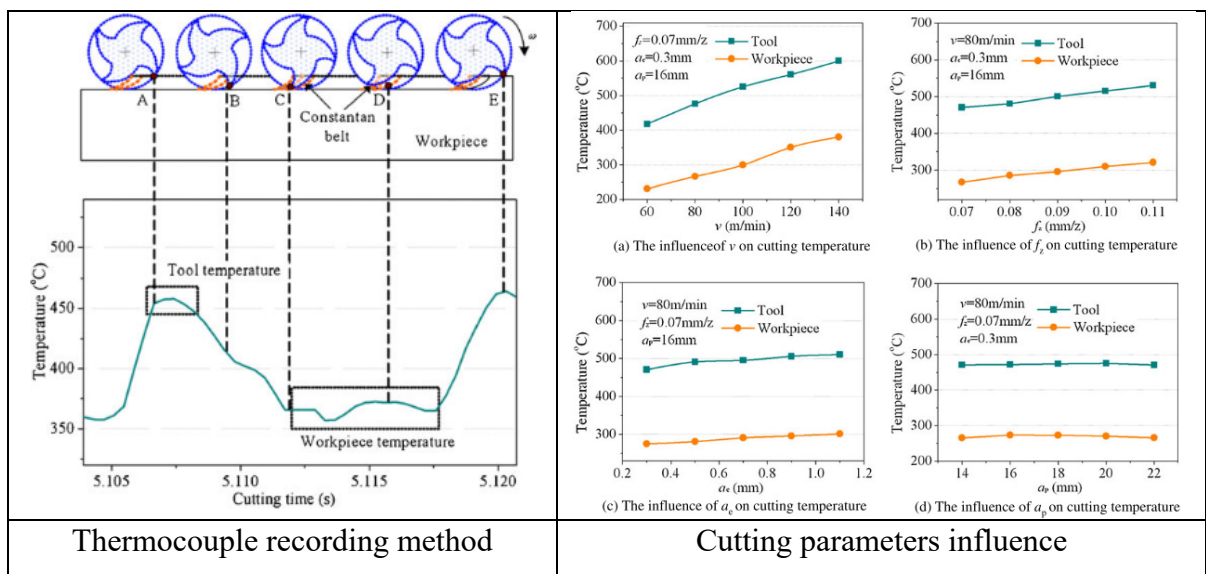 ω
A
B
C
D
E
Constantan
belt
Workpiece
500
450
400
350
Temperature (°C)
Tool temperature
Workpiece temperature
5.105
5.110
5.115
5.120
Cutting time (s)
Thermocouple recording method
700
600
500
400
300
200
Temperature (°C)
fz=0.07mm/z
ae=0.3mm
ap=16mm
Tool
Workpiece
60 80 100 120 140
v (m/min)
(a) The influenceof v on cutting temperature
700
600
500
400
300
Temperature (°C)
v=80m/min
ae=0.3mm
ap=16mm
Tool
Workpiece
0.07 0.08 0.09 0.10 0.11
fz (mm/z)
(b) The influence of fz on cutting temperature
700
600
500
400
300
Temperature (°C)
v=80m/min
fz=0.07mm/z
ap=16mm
Tool
Workpiece
0.2 0.4 0.6 0.8 1.0 1.2
ae (mm)
(c) The influence of ae on cutting temperature
700
600
500
400
300
200
Temperature (°C)
v=80m/min
fz=0.07mm/z
ae=0.3mm
Tool
Workpiece
14 16 18 20 22
ap (mm)
(d) The influence of ap on cutting temperature
Cutting parameters influence